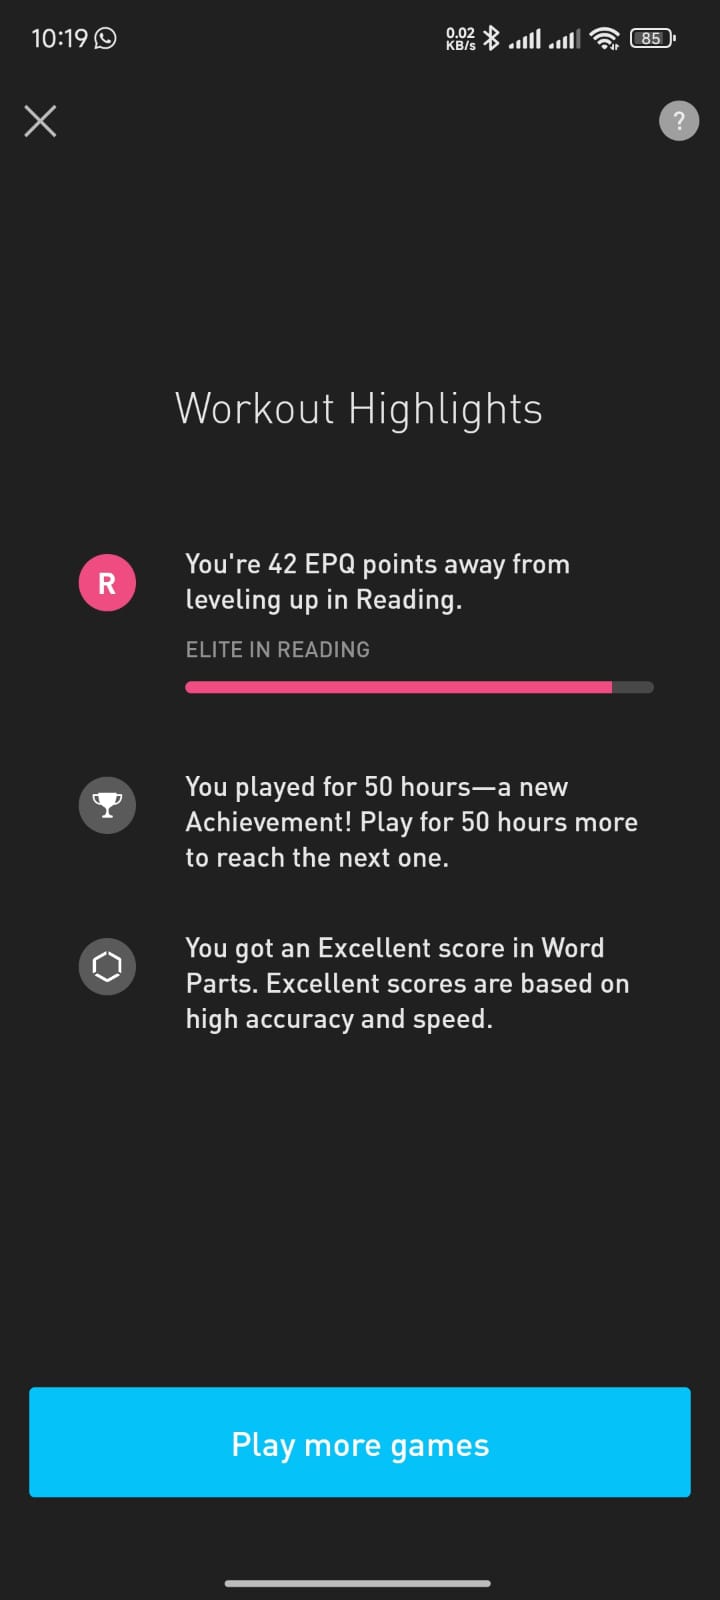 10:19
0.02
KB/s
85
?
Workout Highlights
R
You're 42 EPQ points away from
leveling up in Reading.
ELITE IN READING
You played for 50 hours—a new
Achievement! Play for 50 hours more
to reach the next one.
You got an Excellent score in Word
Parts. Excellent scores are based on
high accuracy and speed.
Play more games